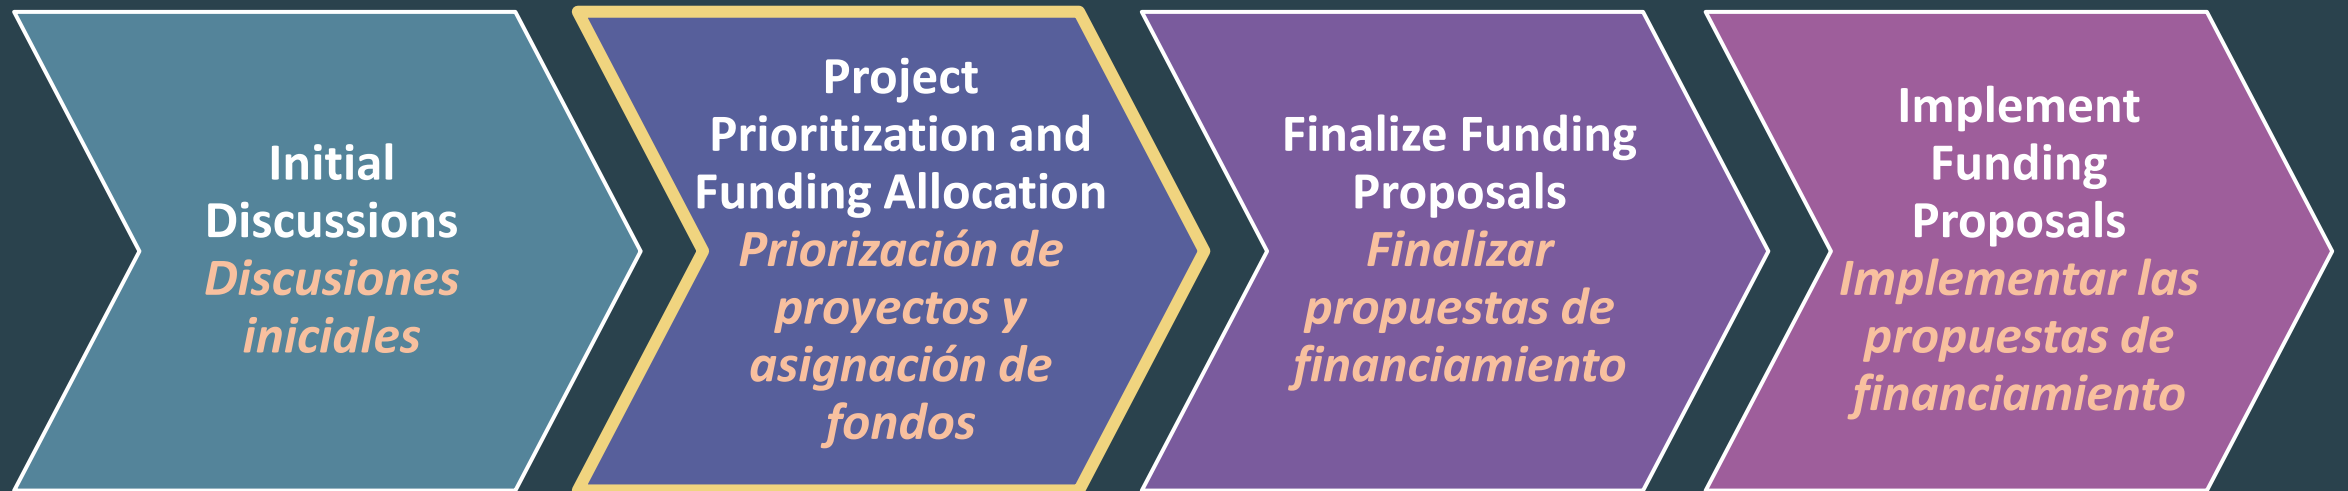 Initial
Discussions
Discusiones
iniciales
Project
Prioritization and
Funding Allocation
Priorización de
proyectos y
asignación de
fondos
Finalize Funding
Proposals
Finalizar
propuestas de
financiamiento
Implement
Funding
Proposals
Implementar las
propuestas de
financiamiento